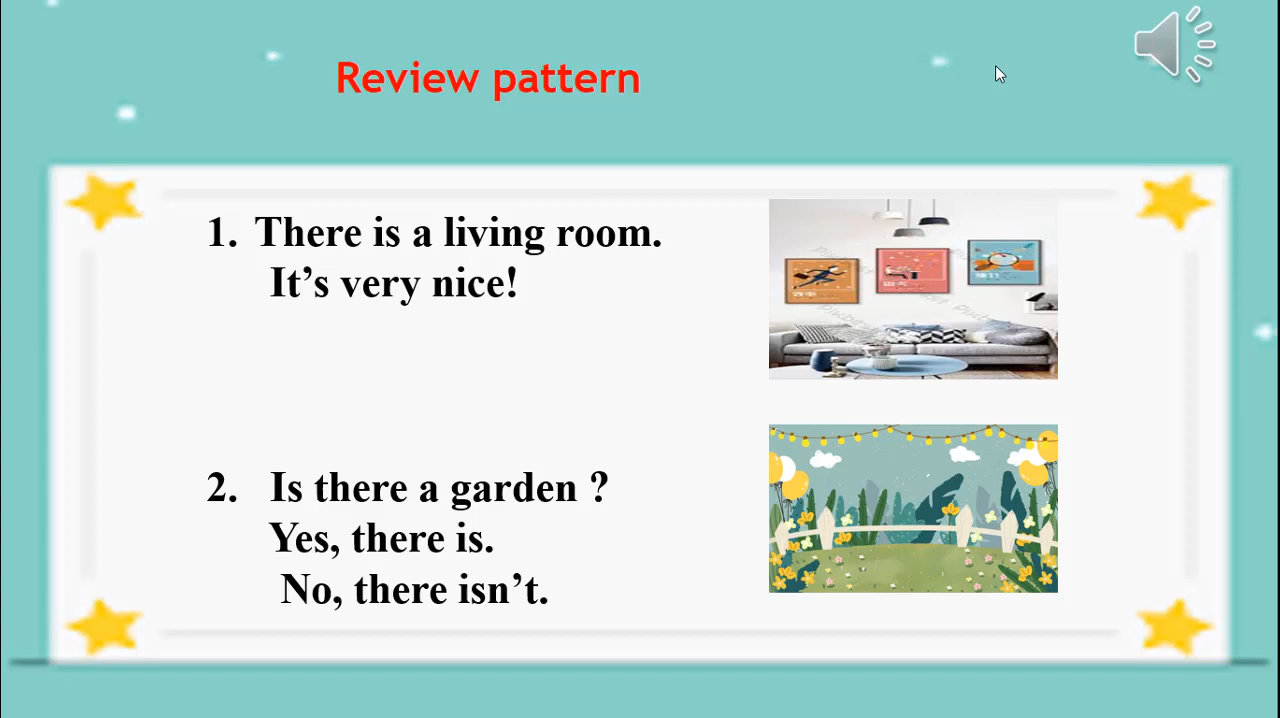 Review pattern
1. There is a living room.
It’s very nice!
2. Is there a garden ?
Yes, there is.
No, there isn’t.